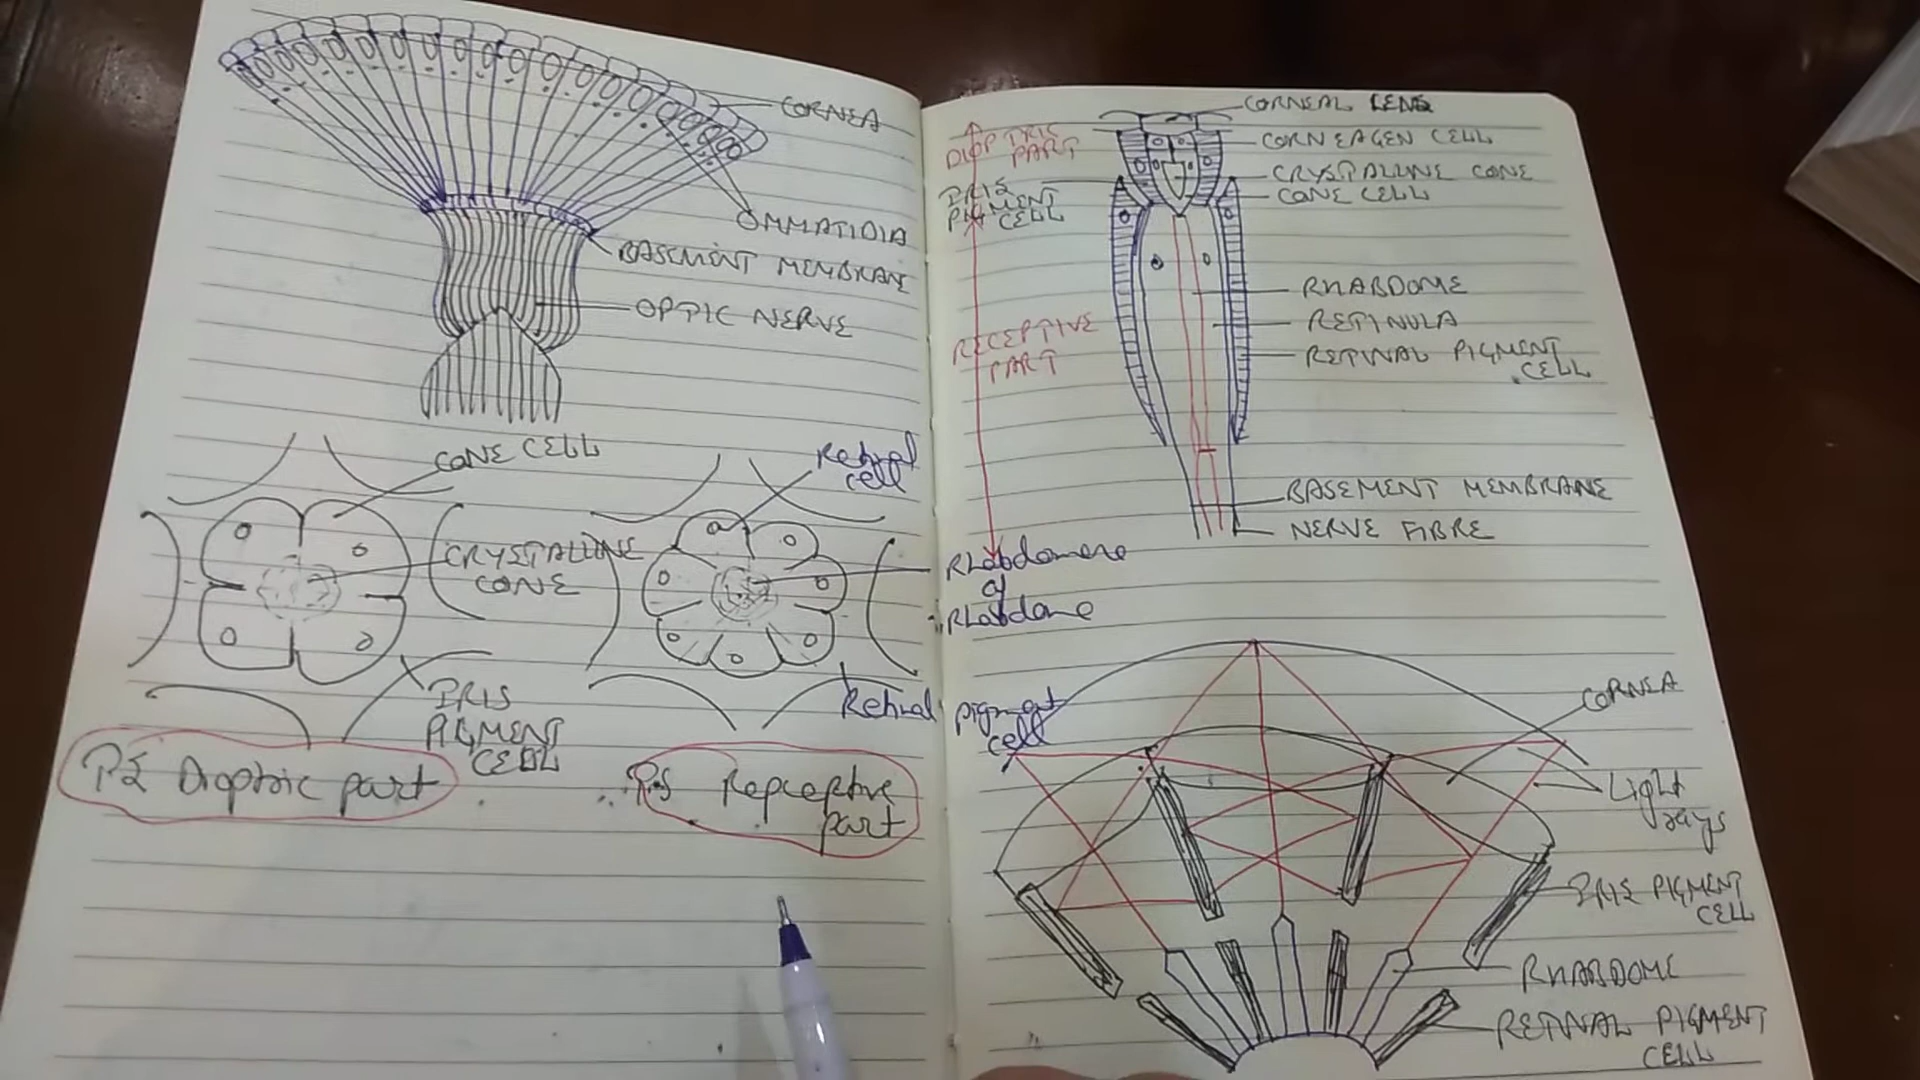 CORNEA
OMMATIDIA
BASEMENT MEMBRANE
OPTIC NERVE
CONE CELL
CRYSTALLINE
CONE
IRIS
PIGMENT
CELL
Retinal
cell
Rhabdomere
of
Rhabdome
Retinal pigment
cell
T.S Dioptric part
T.S Repceptive
part
DIOPTRIS
PART
IRIS
PIGMENT
CELL
RECEPTIVE
PART
CORNEAL LENS
CORNEAGEN CELL
CRYSTALLINE CONE
CONE CELL
RHABDOME
RETINULA
RETINAL PIGMENT
CELL
BASEMENT MEMBRANE
NERVE FIBRE
CORNEA
Light
rays
IRIS PIGMENT
CELL
RHABDOME
RETINAL PIGMENT
CELL